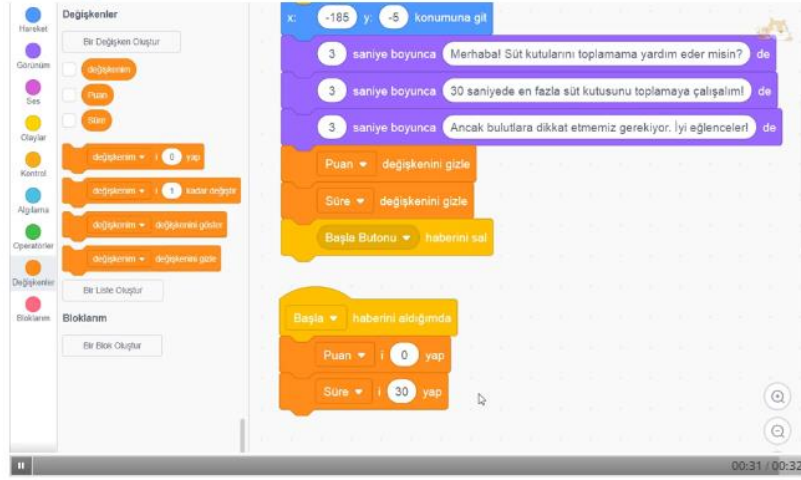 Hareket
Görünüm
Ses
Olaylar
Kontrol
Algılama
Operatörler
Değişkenler
Bloklarım
Değişkenler
Bir Değişken Oluştur
değişkenim
Puan
Süre
değişkenim i 0 yap
değişkenim i 1 kadar değiştir
değişkenim değişkenini göster
değişkenim değişkenini gizle
Bir Liste Oluştur
Bloklarım
Bir Blok Oluştur
x: -185 y: -5 konumuna git
3 saniye boyunca Merhaba! Süt kutularını toplamama yardım eder misin? de
3 saniye boyunca 30 saniyede en fazla süt kutusunu toplamaya çalışalım! de
3 saniye boyunca Ancak bulutlara dikkat etmemiz gerekiyor. İyi eğlenceler! de
Puan değişkenini gizle
Süre değişkenini gizle
Başla Butonu haberini sal
Başla haberini aldığımda
Puan i 0 yap
Süre i 30 yap
00:31 / 00:32